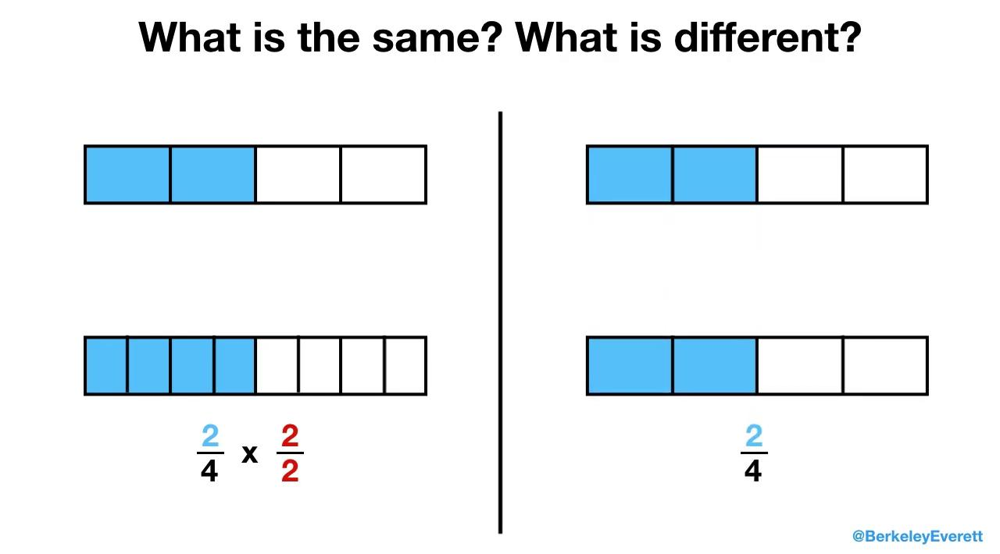 What is the same? What is different?
2/4 x 2/2
2/4
@BerkeleyEverett